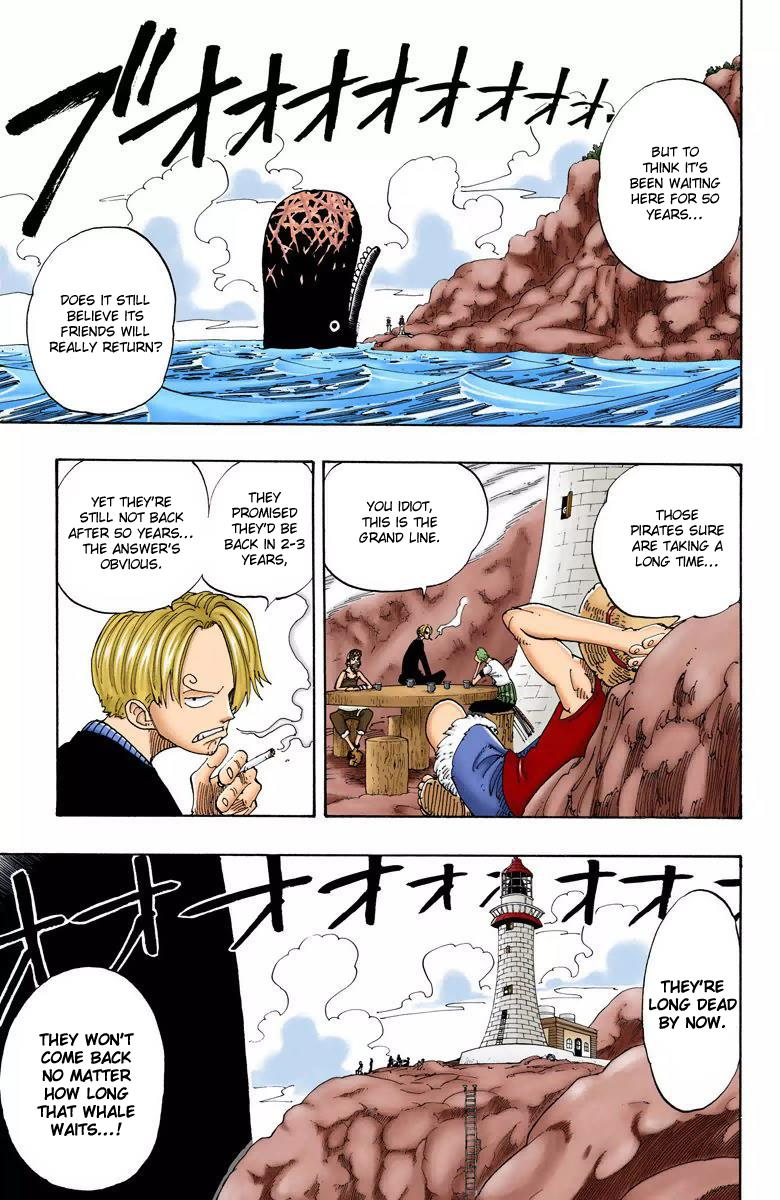 ブオオオオオオオ
BUT TO
THINK IT'S
BEEN WAITING
HERE FOR 50
YEARS...
DOES IT STILL
BELIEVE ITS
FRIENDS WILL
REALLY RETURN?
THOSE
PIRATES SURE
ARE TAKING A
LONG TIME...
YOU IDIOT,
THIS IS THE
GRAND LINE.
THEY
PROMISED
THEY'D BE
BACK IN 2-3
YEARS,
YET THEY'RE
STILL NOT BACK
AFTER 50 YEARS...
THE ANSWER'S
OBVIOUS.
オオオオオオオオオ
THEY'RE
LONG DEAD
BY NOW.
THEY WON'T
COME BACK
NO MATTER
HOW LONG
THAT WHALE
WAITS...!